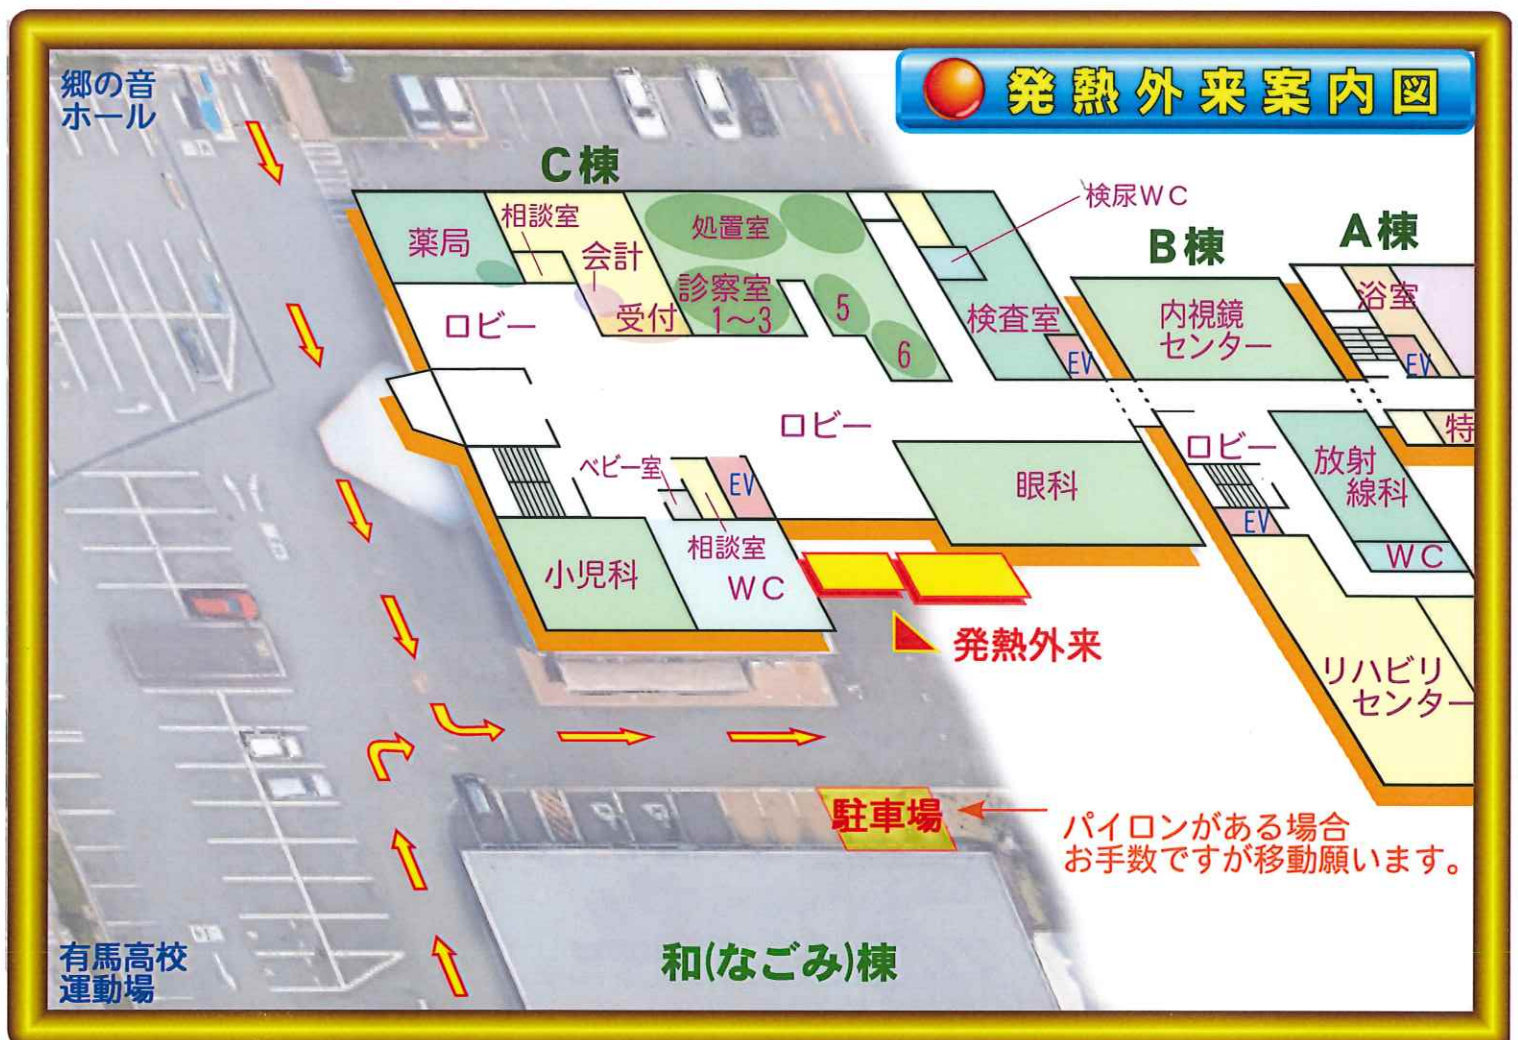 発熱外来案内図
郷の音
ホール
C棟
薬局
相談室
会計
受付
処置室
診察室
1～3
5
6
検尿WC
検査室
EV
B棟
内視鏡
センター
A棟
浴室
EV
特
ロビー
ロビー
ロビー
ベビー室
EV
相談室
小児科
WC
眼科
放射
線科
EV
WC
リハビリ
センター
発熱外来
駐車場
パイロンがある場合
お手数ですが移動願います。
有馬高校
運動場
和(なごみ)棟